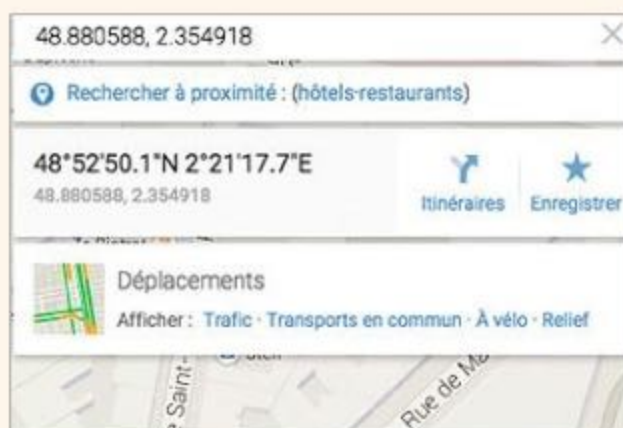 48.880588, 2.354918
Rechercher à proximité : (hôtels-restaurants)
48°52'50.1"N 2°21'17.7"E
48.880588, 2.354918
Itinéraires
Enregistrer
Déplacements
Afficher : Trafic · Transports en commun · À vélo · Relief
Saint-
Rue de Ma